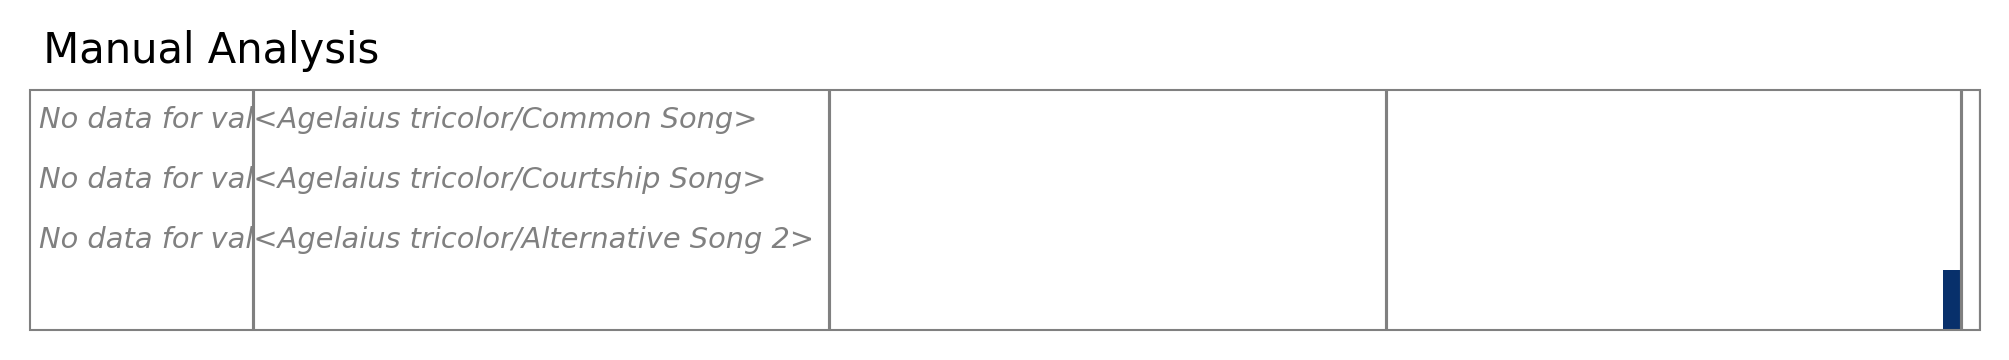 Manual Analysis
No data for val<Agelaius tricolor/Common Song>
No data for val<Agelaius tricolor/Courtship Song>
No data for val<Agelaius tricolor/Alternative Song 2>